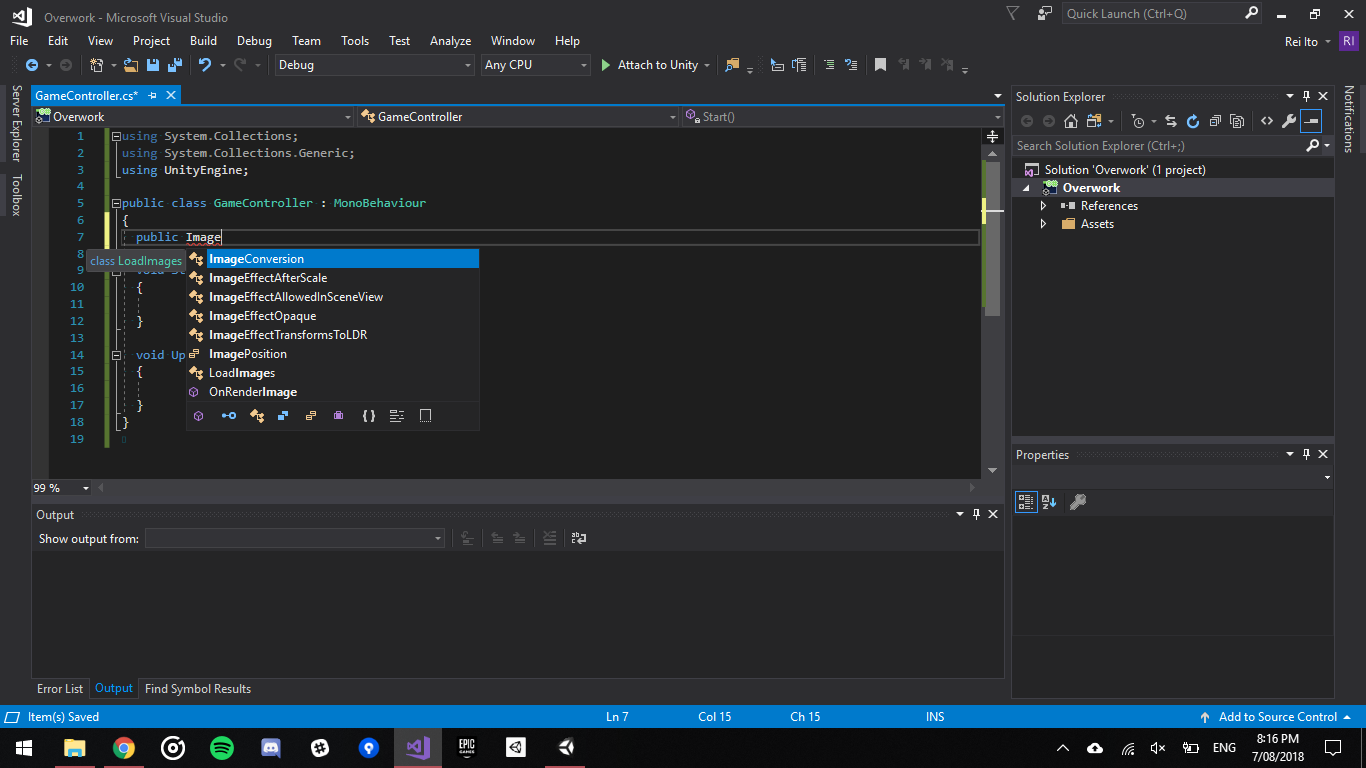 Overwork - Microsoft Visual Studio
Quick Launch (Ctrl+Q)
File Edit View Project Build Debug Team Tools Test Analyze Window Help
Rei Ito RI
Debug Any CPU Attach to Unity
Server Explorer
Toolbox
GameController.cs*
Overwork GameController Start()
1 using System.Collections;
2 using System.Collections.Generic;
3 using UnityEngine;
4
5 public class GameController : MonoBehaviour
6 {
7 public Image
8
class LoadImages
9 void
10 {
11
12 }
13
14 void Up
15 {
16
17 }
18 }
19
ImageConversion
ImageEffectAfterScale
ImageEffectAllowedInSceneView
ImageEffectOpaque
ImageEffectTransformsToLDR
ImagePosition
LoadImages
OnRenderImage
99 %
Output
Show output from:
Error List Output Find Symbol Results
Solution Explorer
Search Solution Explorer (Ctrl+;)
Solution 'Overwork' (1 project)
Overwork
References
Assets
Properties
Notifications
Item(s) Saved Ln 7 Col 15 Ch 15 INS Add to Source Control
EPIC
GAMES
ENG
8:16 PM
7/08/2018